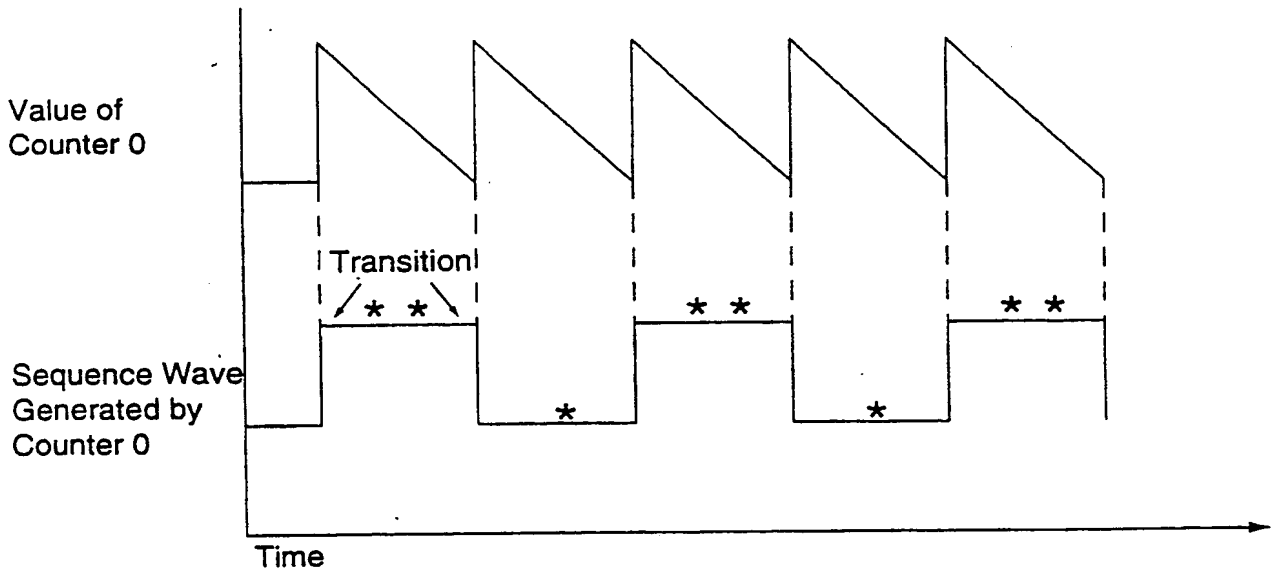 Value of
Counter 0
Transition
* *
* *
* *
Sequence Wave
Generated by
Counter 0
*
*
Time